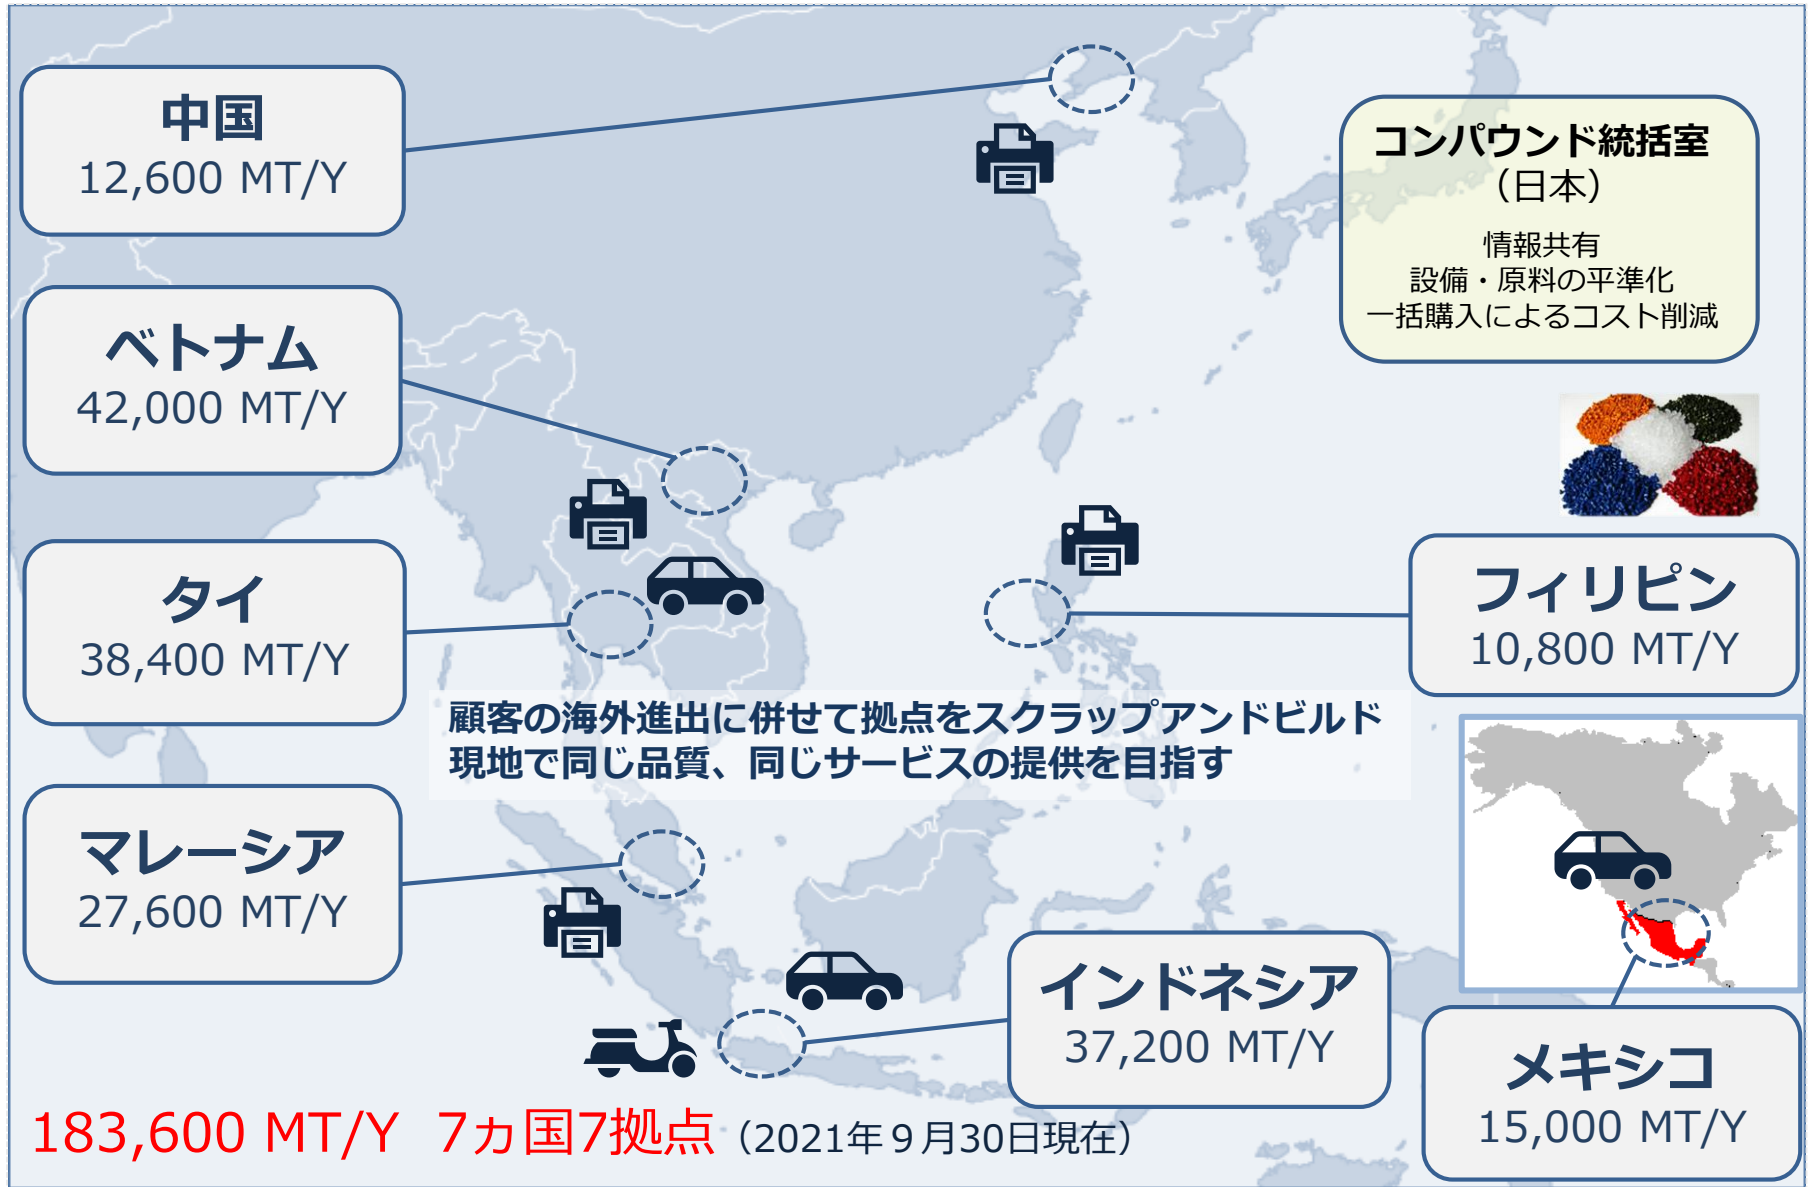 中国
12,600 MT/Y
コンパウンド統括室
（日本）
情報共有
設備・原料の平準化
一括購入によるコスト削減
ベトナム
42,000 MT/Y
タイ
38,400 MT/Y
フィリピン
10,800 MT/Y
顧客の海外進出に併せて拠点をスクラップアンドビルド
現地で同じ品質、同じサービスの提供を目指す
マレーシア
27,600 MT/Y
インドネシア
37,200 MT/Y
メキシコ
15,000 MT/Y
183,600 MT/Y 7カ国7拠点（2021年９月30日現在）